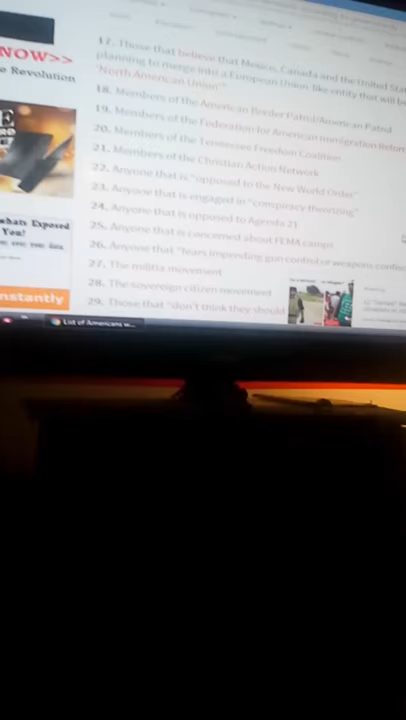 NOW>>
e Revolution
17. Those that believe that Mexico, Canada and the United Stat
planning to merge into a European Union-like entity that will be
"North American Union"
18. Members of the American Border Patrol/American Patrol
19. Members of the Federation for American Immigration Reform
20. Members of the Tennessee Freedom Coalition
21. Members of the Christian Action Network
22. Anyone that is "opposed to the New World Order"
23. Anyone that is engaged in "conspiracy theorizing"
24. Anyone that is opposed to Agenda 21
25. Anyone that is concerned about FEMA camps
26. Anyone that "fears impending gun control or weapons confis
27. The militia movement
28. The sovereign citizen movement
29. Those that "don't think they should
whats Exposed
You!
nstantly
List of Americans w...